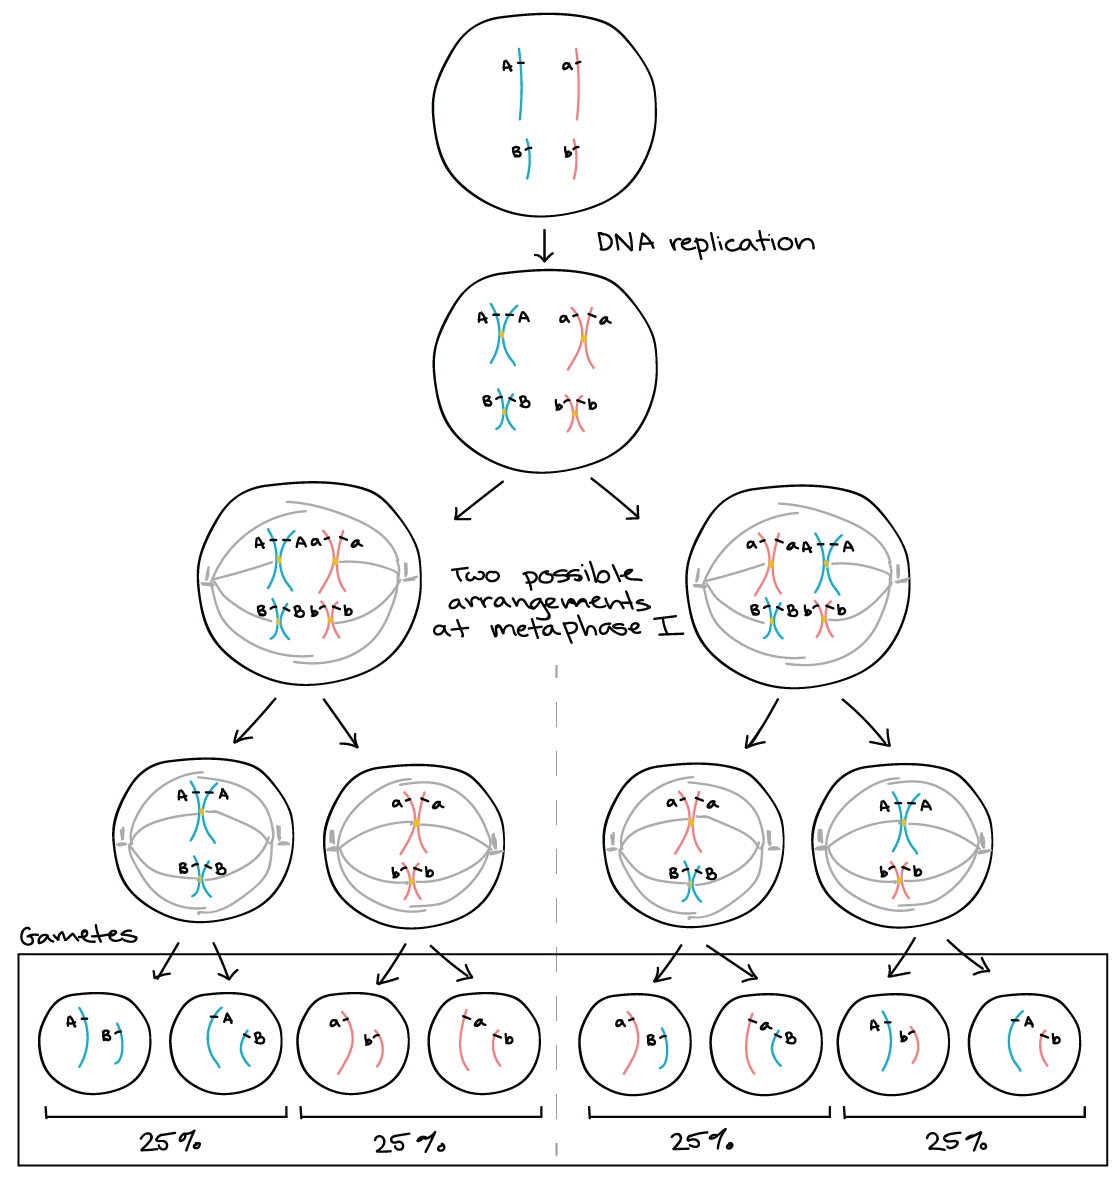 A a
B b
DNA replication
A A a a
B B b b
A A a a
B B b b
a a A A
B B b b
Two possible
arrangements
at metaphase I
A A
B B
a a
b b
a a
B B
A A
b b
Gametes
A B
A B
a b
a b
a B
a B
A b
A b
25% 25% 25% 25%